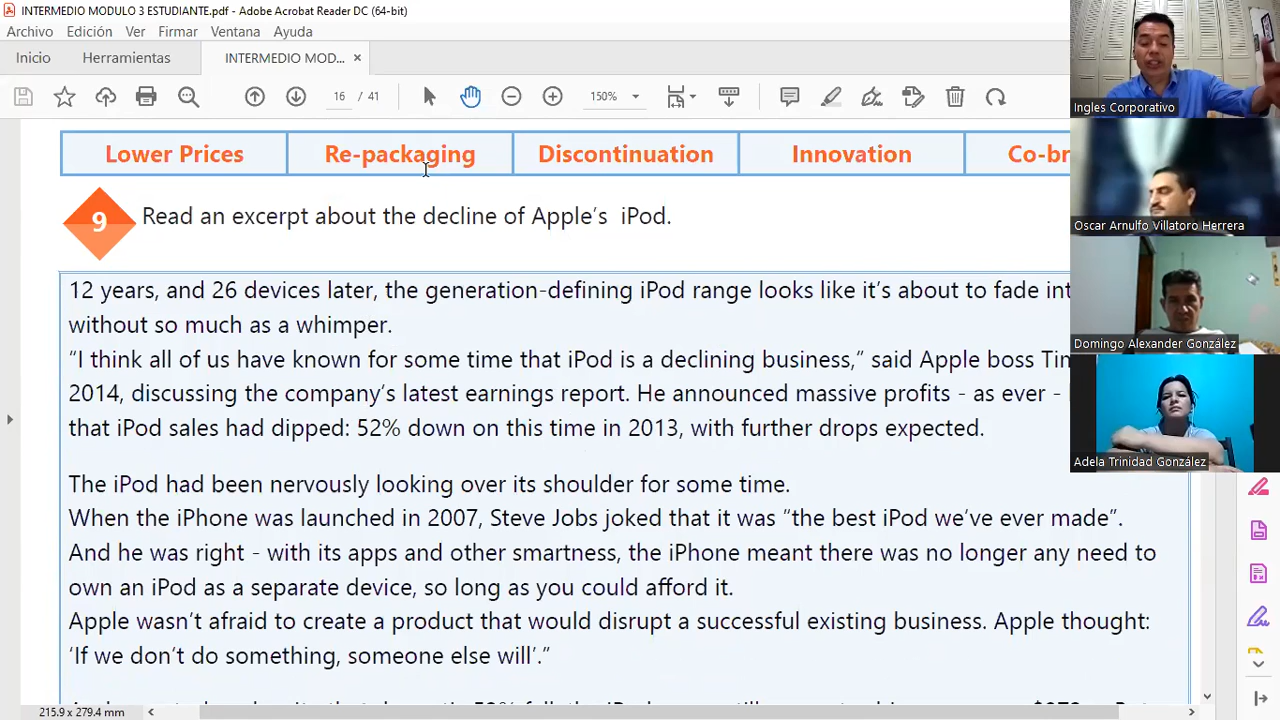 INTERMEDIO MODULO 3 ESTUDIANTE.pdf - Adobe Acrobat Reader DC (64-bit)
Archivo Edición Ver Firmar Ventana Ayuda
Inicio Herramientas INTERMEDIO MOD... ×
16 / 41 150%
Lower Prices Re-packaging Discontinuation Innovation Co-br
9 Read an excerpt about the decline of Apple's iPod.
12 years, and 26 devices later, the generation-defining iPod range looks like it's about to fade int
without so much as a whimper.
"I think all of us have known for some time that iPod is a declining business," said Apple boss Tim
2014, discussing the company's latest earnings report. He announced massive profits - as ever -
that iPod sales had dipped: 52% down on this time in 2013, with further drops expected.
The iPod had been nervously looking over its shoulder for some time.
When the iPhone was launched in 2007, Steve Jobs joked that it was "the best iPod we've ever made".
And he was right - with its apps and other smartness, the iPhone meant there was no longer any need to
own an iPod as a separate device, so long as you could afford it.
Apple wasn't afraid to create a product that would disrupt a successful existing business. Apple thought:
'If we don't do something, someone else will'."
215.9 x 279.4 mm
Ingles Corporativo
Oscar Arnulfo Villatoro Herrera
Domingo Alexander González
Adela Trinidad González